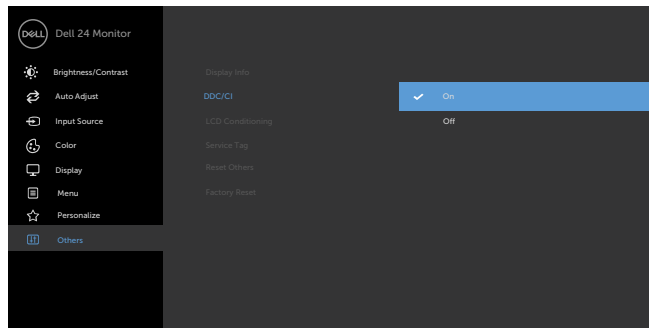 DELL Dell 24 Monitor
Brightness/Contrast
Auto Adjust
Input Source
Color
Display
Menu
Personalize
Others
Display Info
DDC/CI
LCD Conditioning
Service Tag
Reset Others
Factory Reset
On
Off